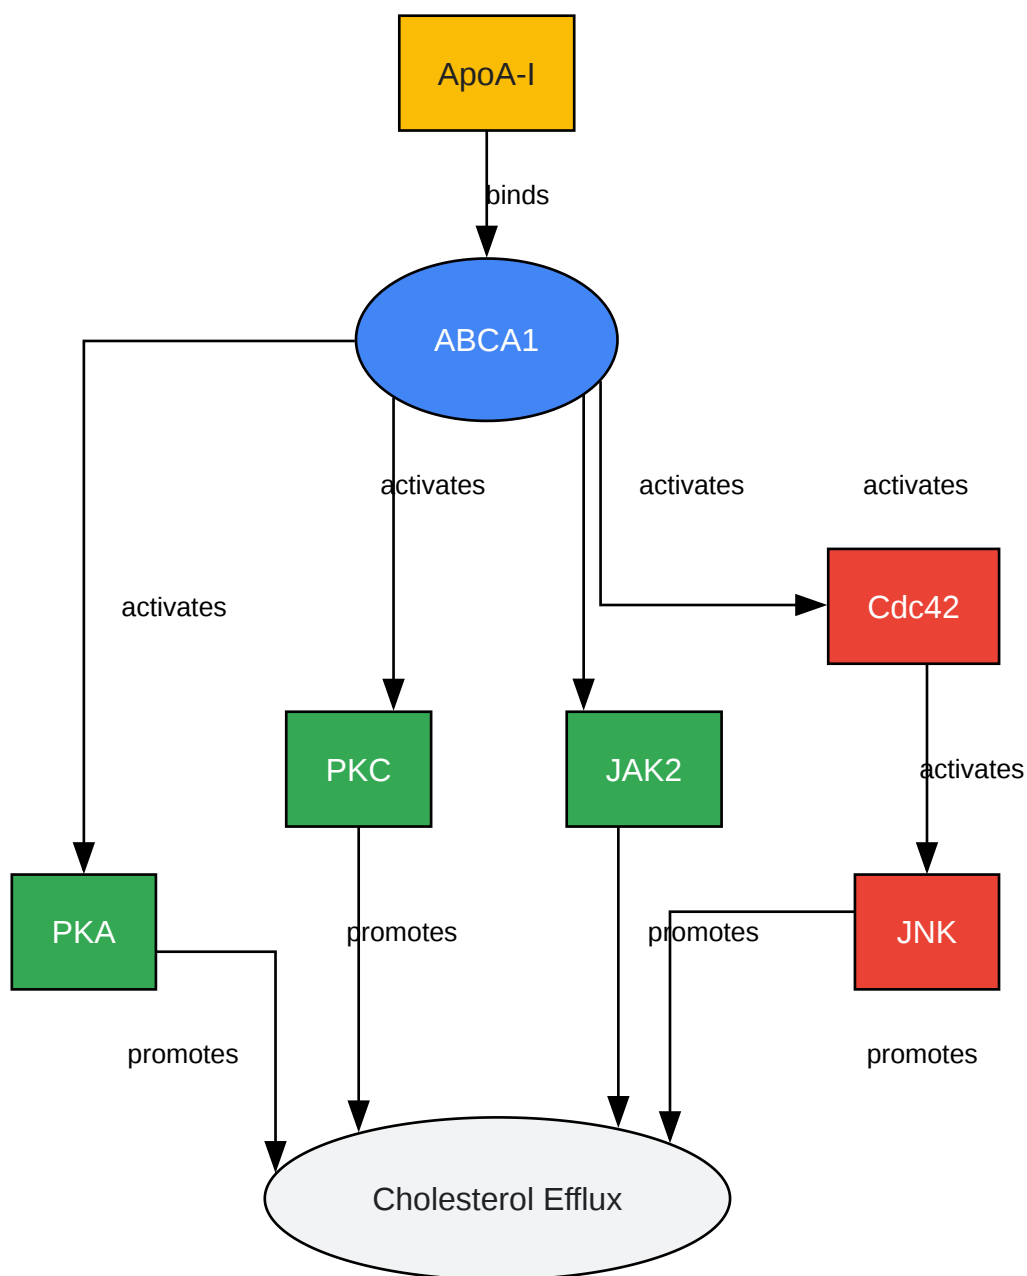 ApoA-I
binds
ABCA1
activates
activates
activates
activates
Cdc42
PKC
JAK2
activates
PKA
promotes
promotes
JNK
promotes
promotes
Cholesterol Efflux